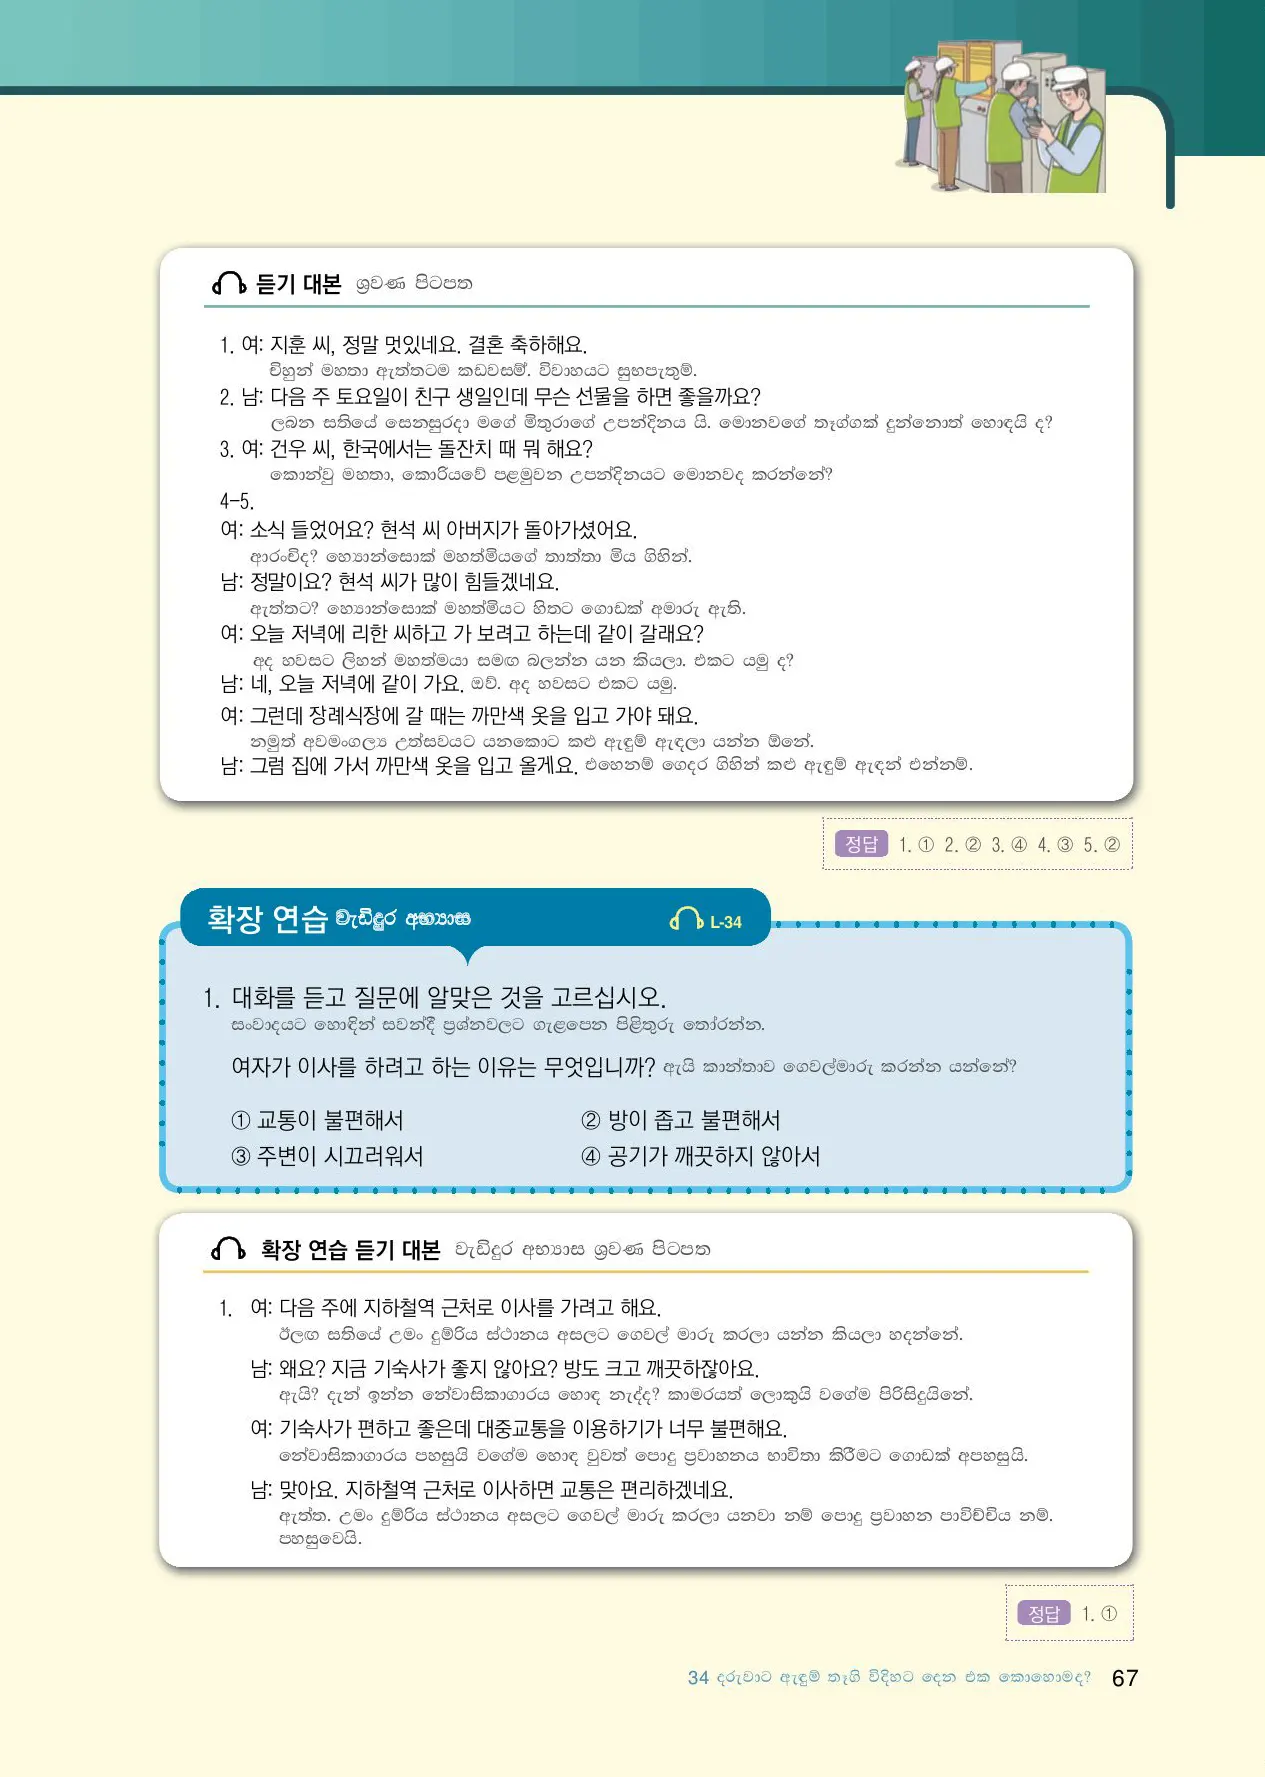 듣기 대본 ශ්‍රවණ පිටපත
1. 여: 지훈 씨, 정말 멋있네요. 결혼 축하해요.
චිහුන් මහතා ඇත්තටම කඩවසම්. විවාහයට සුභපැතුම්.
2. 남: 다음 주 토요일이 친구 생일인데 무슨 선물을 하면 좋을까요?
ලබන සතියේ සෙනසුරදා මගේ මිතුරාගේ උපන්දිනය යි. මොනවගේ තෑග්ගක් දුන්නොත් හොඳයි ද?
3. 여: 건우 씨, 한국에서는 돌잔치 때 뭐 해요?
කොන්වු මහතා, කොරියවේ පළමුවන උපන්දිනයට මොනවද කරන්නේ?
4–5.
여: 소식 들었어요? 현석 씨 아버지가 돌아가셨어요.
ආරංචිද? හ්‍යොන්සොක් මහත්මියගේ තාත්තා මිය ගිහින්.
남: 정말이요? 현석 씨가 많이 힘들겠네요.
ඇත්තට? හ්‍යොන්සොක් මහත්මියට හිතට ගොඩක් අමාරු ඇති.
여: 오늘 저녁에 리한 씨하고 가 보려고 하는데 같이 갈래요?
අද හවසට ලිහන් මහත්මයා සමඟ බලන්න යන කියලා. එකට යමු ද?
남: 네, 오늘 저녁에 같이 가요. ඔව්. අද හවසට එකට යමු.
여: 그런데 장례식장에 갈 때는 까만색 옷을 입고 가야 돼요.
නමුත් අවමංගල්‍ය උත්සවයට යනකොට කළු ඇඳුම් ඇඳලා යන්න ඕනේ.
남: 그럼 집에 가서 까만색 옷을 입고 올게요. එහෙනම් ගෙදර ගිහින් කළු ඇඳුම් ඇඳන් එන්නම්.
정답 1. ① 2. ② 3. ④ 4. ③ 5. ②
확장 연습 වැඩිදුර අභ්‍යාස L-34
1. 대화를 듣고 질문에 알맞은 것을 고르십시오.
සංවාදයට හොඳින් සවන්දී ප්‍රශ්නවලට ගැළපෙන පිළිතුරු තෝරන්න.
여자가 이사를 하려고 하는 이유는 무엇입니까? ඇයි කාන්තාව ගෙවල්මාරු කරන්න යන්නේ?
① 교통이 불편해서 ② 방이 좁고 불편해서
③ 주변이 시끄러워서 ④ 공기가 깨끗하지 않아서
확장 연습 듣기 대본 වැඩිදුර අභ්‍යාස ශ්‍රවණ පිටපත
1. 여: 다음 주에 지하철역 근처로 이사를 가려고 해요.
ඊලඟ සතියේ උමං දුම්රිය ස්ථානය අසලට ගෙවල් මාරු කරලා යන්න කියලා හදන්නේ.
남: 왜요? 지금 기숙사가 좋지 않아요? 방도 크고 깨끗하잖아요.
ඇයි? දැන් ඉන්න නේවාසිකාගාරය හොඳ නැද්ද? කාමරයත් ලොකුයි වගේම පිරිසිදුයිනේ.
여: 기숙사가 편하고 좋은데 대중교통을 이용하기가 너무 불편해요.
නේවාසිකාගාරය පහසුයි වගේම හොඳ වුවත් පොදු ප්‍රවාහනය භාවිතා කිරීමට ගොඩක් අපහසුයි.
남: 맞아요. 지하철역 근처로 이사하면 교통은 편리하겠네요.
ඇත්ත. උමං දුම්රිය ස්ථානය අසලට ගෙවල් මාරු කරලා යනවා නම් පොදු ප්‍රවාහන පාවිච්චිය නම්.
පහසුවෙයි.
정답 1. ①
34 දරුවාට ඇඳුම් තෑගි විදිහට දෙන එක කොහොමද? 67